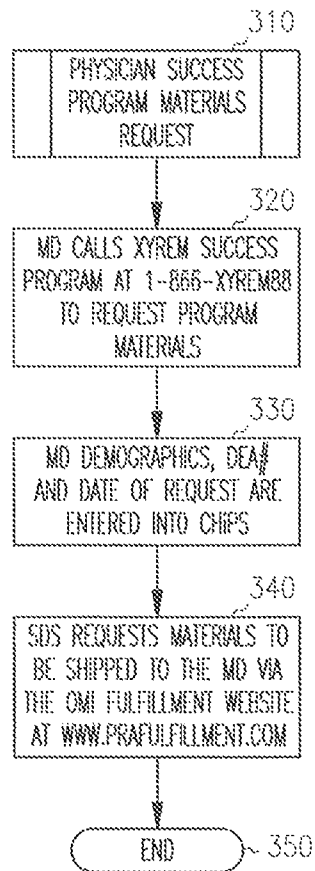 310
PHYSICIAN SUCCESS
PROGRAM MATERIALS
REQUEST
320
MD CALLS XYREM SUCCESS
PROGRAM AT 1-866-XYREM88
TO REQUEST PROGRAM
MATERIALS
330
MD DEMOGRAPHICS, DEA#
AND DATE OF REQUEST ARE
ENTERED INTO CHIPS
340
SDS REQUESTS MATERIALS TO
BE SHIPPED TO THE MD VIA
THE OMI FULFILLMENT WEBSITE
AT WWW.PRAFULFILLMENT.COM
END
350